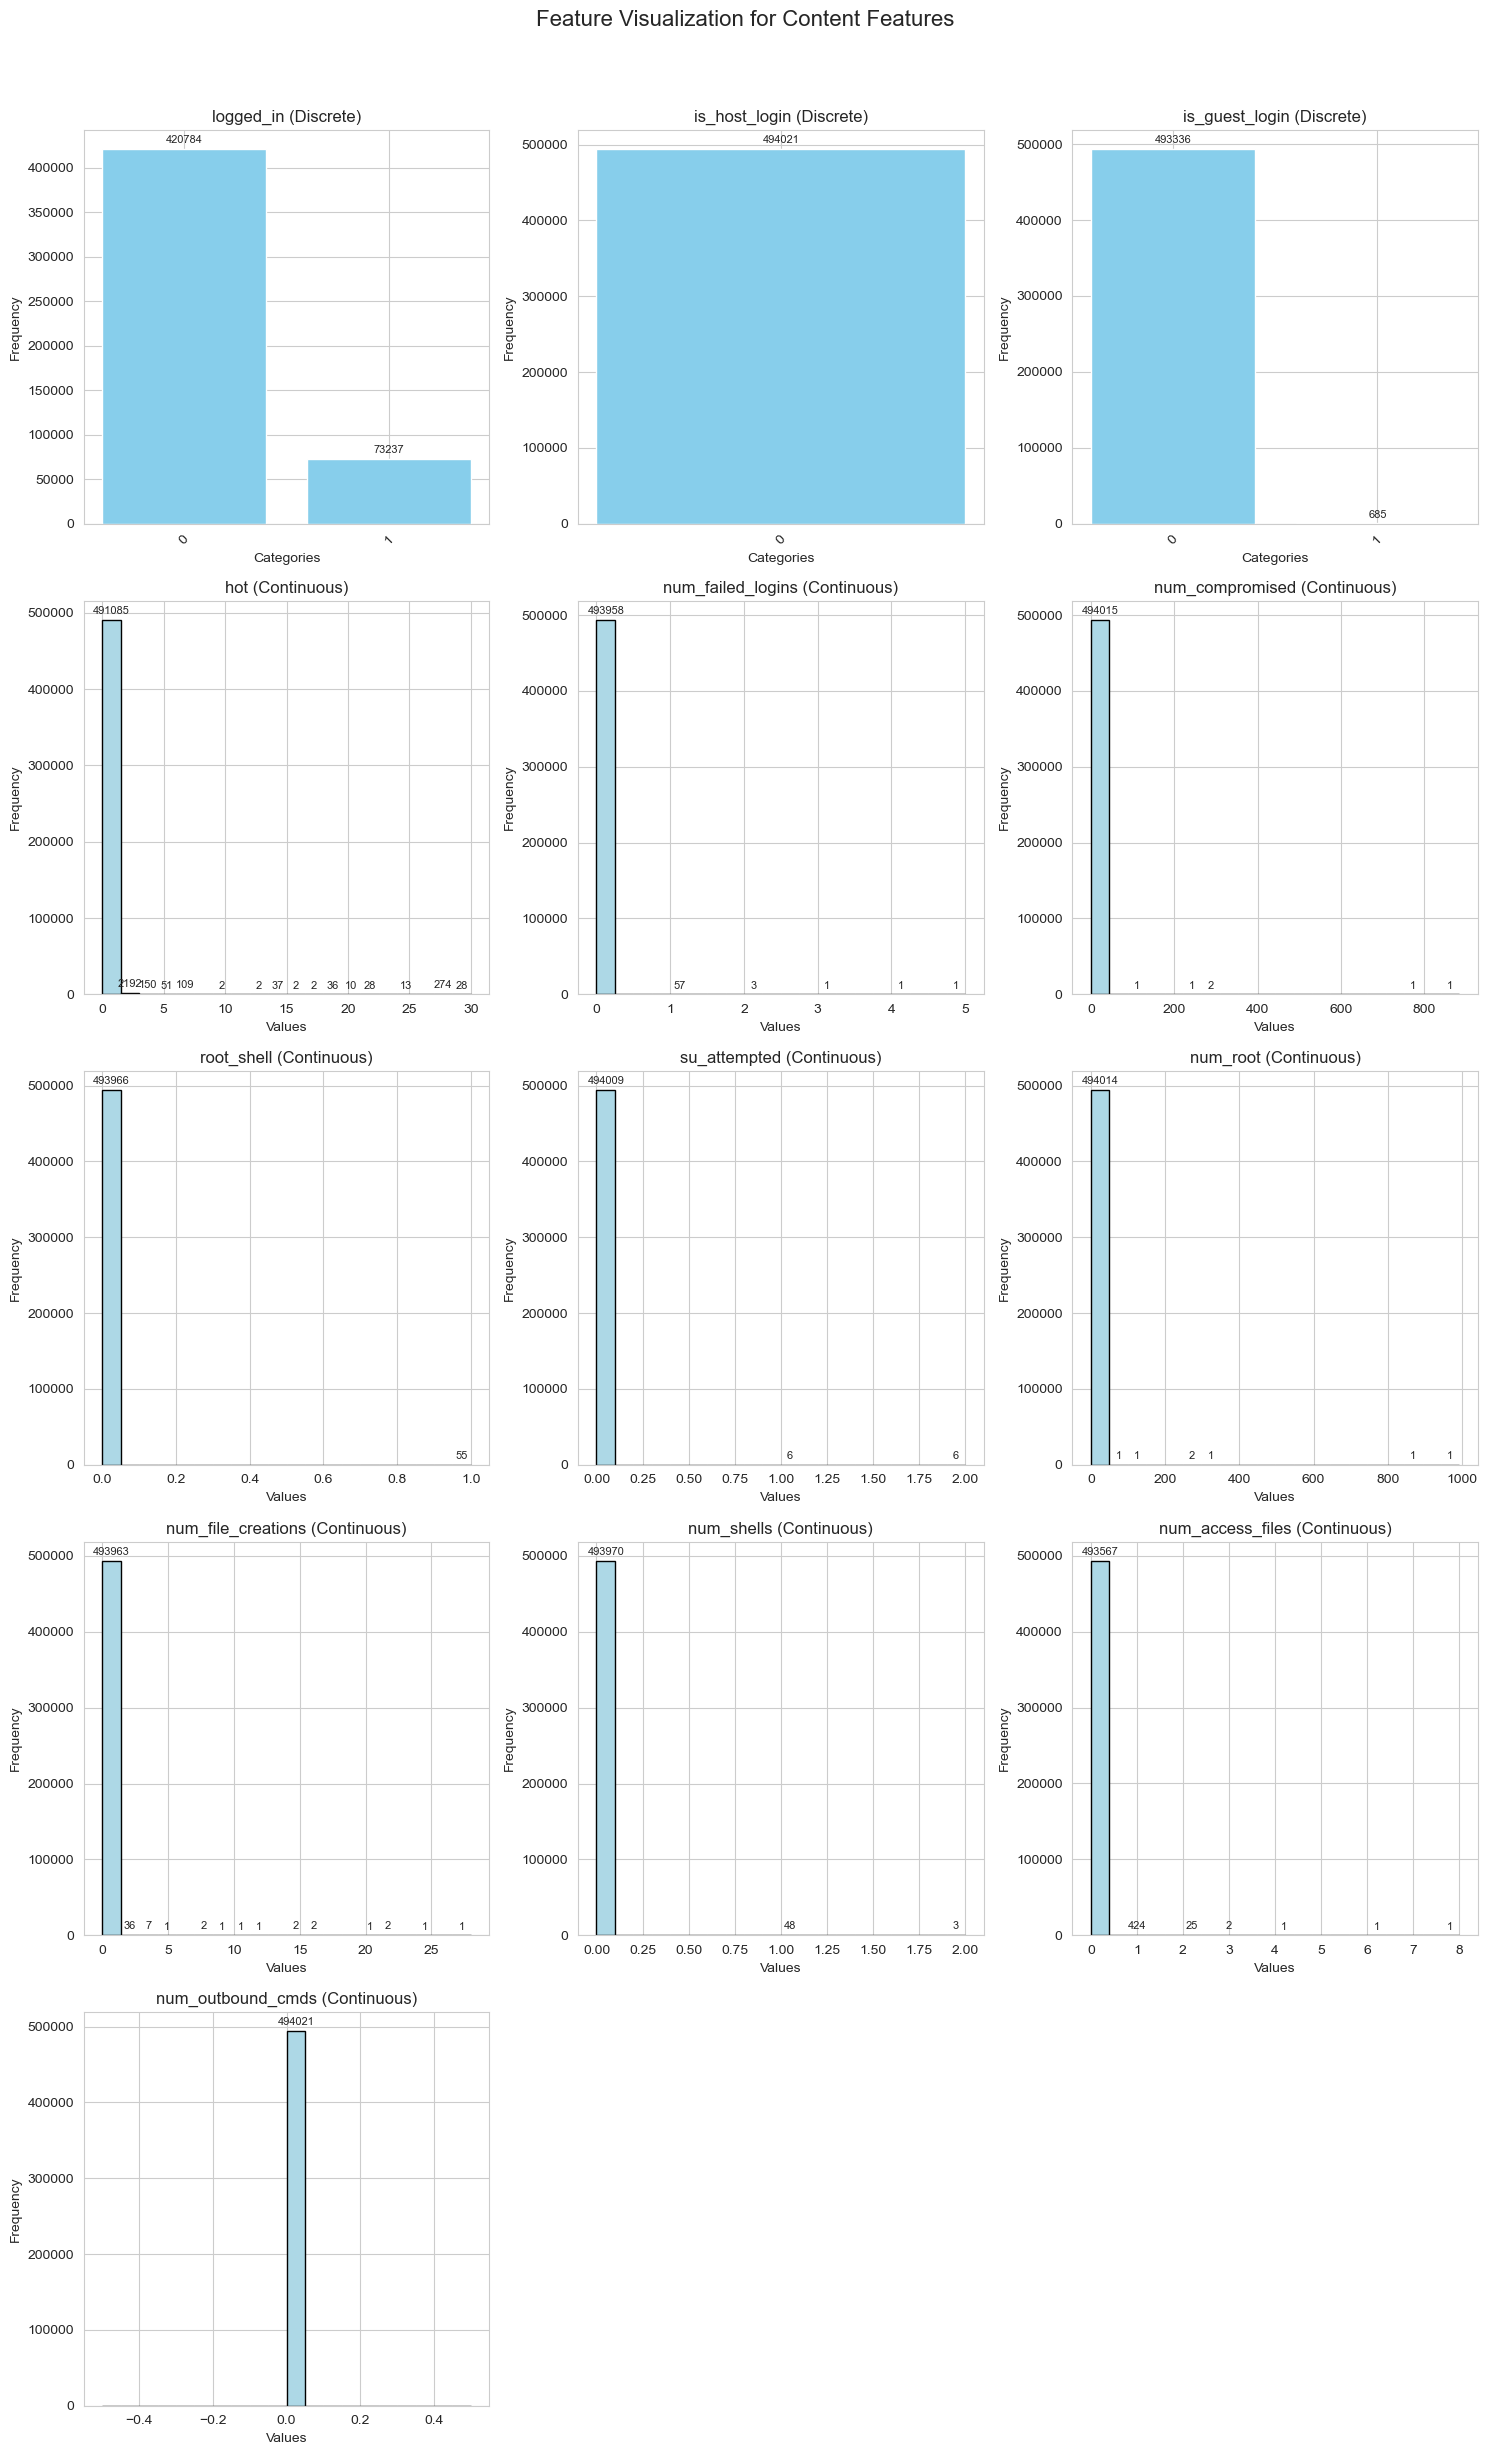 Feature Visualization for Content Features
logged_in (Discrete)
420784
73237
400000
350000
300000
250000
200000
150000
100000
50000
0
Frequency
0
1
Categories
is_host_login (Discrete)
494021
500000
400000
300000
200000
100000
0
Frequency
0
Categories
is_guest_login (Discrete)
493336
685
500000
400000
300000
200000
100000
0
Frequency
0
1
Categories
hot (Continuous)
491085
2192 150 51 109 2 2 37 2 2 36 10 28 13 274 28
500000
400000
300000
200000
100000
0
Frequency
0 5 10 15 20 25 30
Values
num_failed_logins (Continuous)
493958
57 3 1 1 1
500000
400000
300000
200000
100000
0
Frequency
0 1 2 3 4 5
Values
num_compromised (Continuous)
494015
1 1 2 1 1
500000
400000
300000
200000
100000
0
Frequency
0 200 400 600 800
Values
root_shell (Continuous)
493966
55
500000
400000
300000
200000
100000
0
Frequency
0.0 0.2 0.4 0.6 0.8 1.0
Values
su_attempted (Continuous)
494009
6 6
500000
400000
300000
200000
100000
0
Frequency
0.00 0.25 0.50 0.75 1.00 1.25 1.50 1.75 2.00
Values
num_root (Continuous)
494014
1 1 2 1 1 1
500000
400000
300000
200000
100000
0
Frequency
0 200 400 600 800 1000
Values
num_file_creations (Continuous)
493963
36 7 1 2 1 1 1 2 2 1 2 1 1
500000
400000
300000
200000
100000
0
Frequency
0 5 10 15 20 25
Values
num_shells (Continuous)
493970
48 3
500000
400000
300000
200000
100000
0
Frequency
0.00 0.25 0.50 0.75 1.00 1.25 1.50 1.75 2.00
Values
num_access_files (Continuous)
493567
424 25 2 1 1 1
500000
400000
300000
200000
100000
0
Frequency
0 1 2 3 4 5 6 7 8
Values
num_outbound_cmds (Continuous)
494021
500000
400000
300000
200000
100000
0
Frequency
−0.4 −0.2 0.0 0.2 0.4
Values